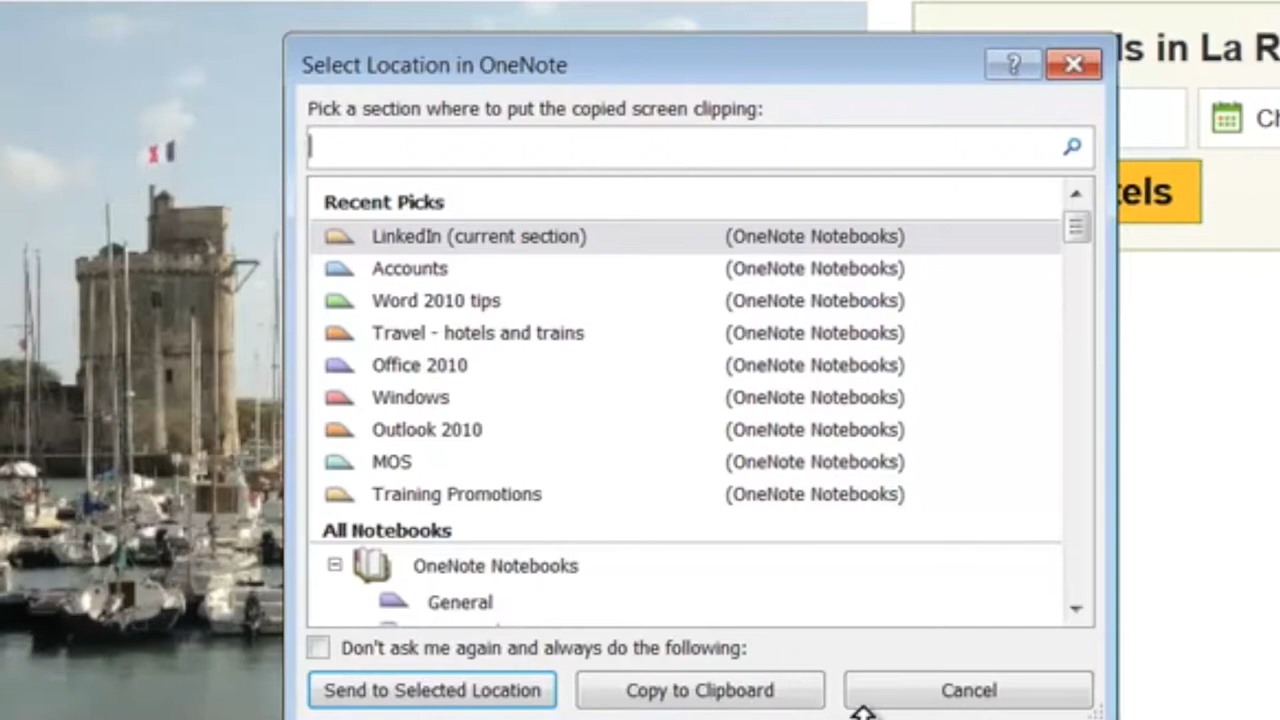 ls in La R
Select Location in OneNote
Pick a section where to put the copied screen clipping:
Ch
tels
Recent Picks
LinkedIn (current section) (OneNote Notebooks)
Accounts (OneNote Notebooks)
Word 2010 tips (OneNote Notebooks)
Travel - hotels and trains (OneNote Notebooks)
Office 2010 (OneNote Notebooks)
Windows (OneNote Notebooks)
Outlook 2010 (OneNote Notebooks)
MOS (OneNote Notebooks)
Training Promotions (OneNote Notebooks)
All Notebooks
OneNote Notebooks
General
Don't ask me again and always do the following:
Send to Selected Location Copy to Clipboard Cancel